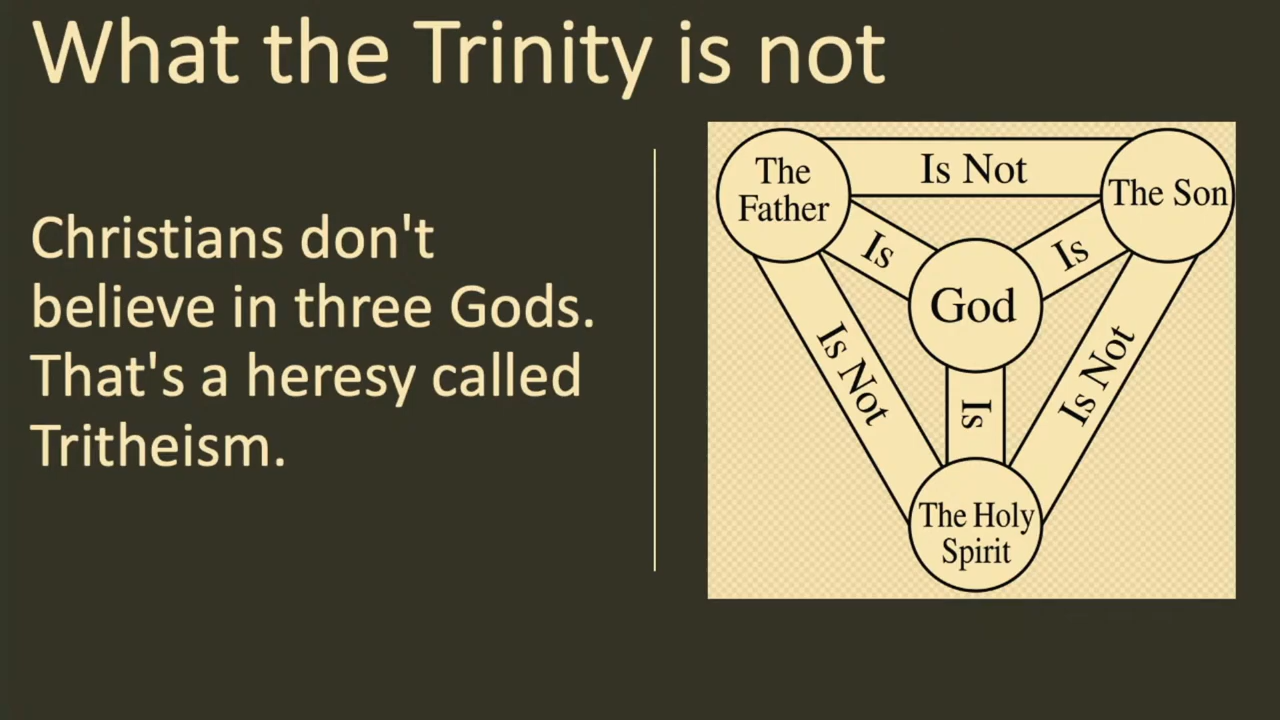 What the Trinity is not
Christians don't
believe in three Gods.
That's a heresy called
Tritheism.
The
Father
Is Not
The Son
Is
Is
God
Is Not
Is
Is Not
The Holy
Spirit